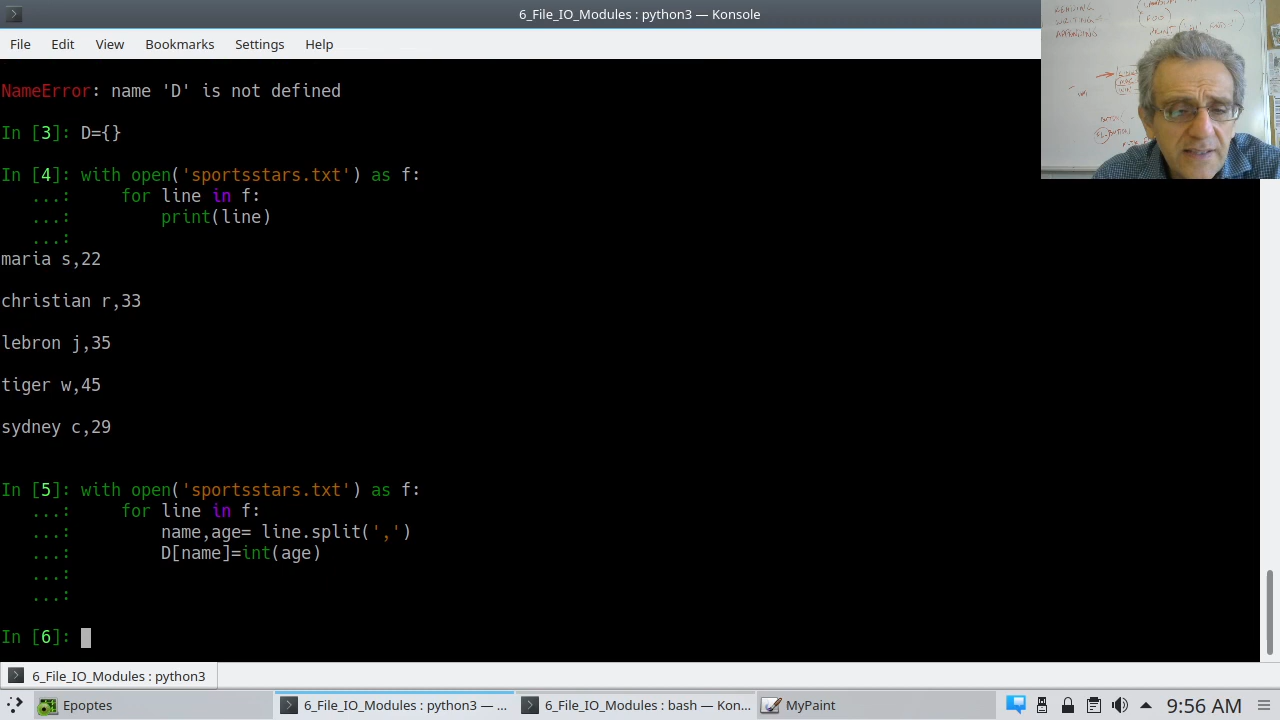 6_File_IO_Modules : python3 — Konsole
File Edit View Bookmarks Settings Help
NameError: name 'D' is not defined
In [3]: D={}
In [4]: with open('sportsstars.txt') as f:
...: for line in f:
...: print(line)
...:
maria s,22
christian r,33
lebron j,35
tiger w,45
sydney c,29
In [5]: with open('sportsstars.txt') as f:
...: for line in f:
...: name,age= line.split(',')
...: D[name]=int(age)
...:
...:
In [6]:
READING
WRITING
APPENDING
6_File_IO_Modules : python3
Epoptes
6_File_IO_Modules : python3 — ...
6_File_IO_Modules : bash — Kon...
MyPaint
9:56 AM